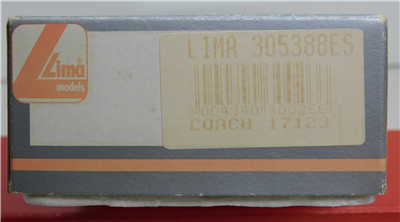 Lima
models
LIMA 305388ES
COACH 17123